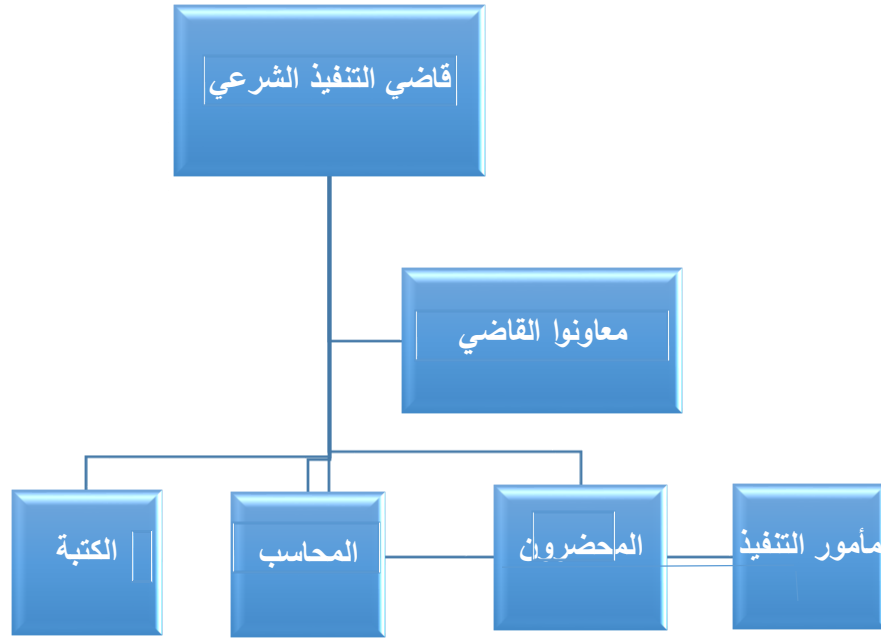 قاضي التنفيذ الشرعي
معاونوا القاضي
مأمور التنفيذ
المحضرون
المحاسب
الكتبة